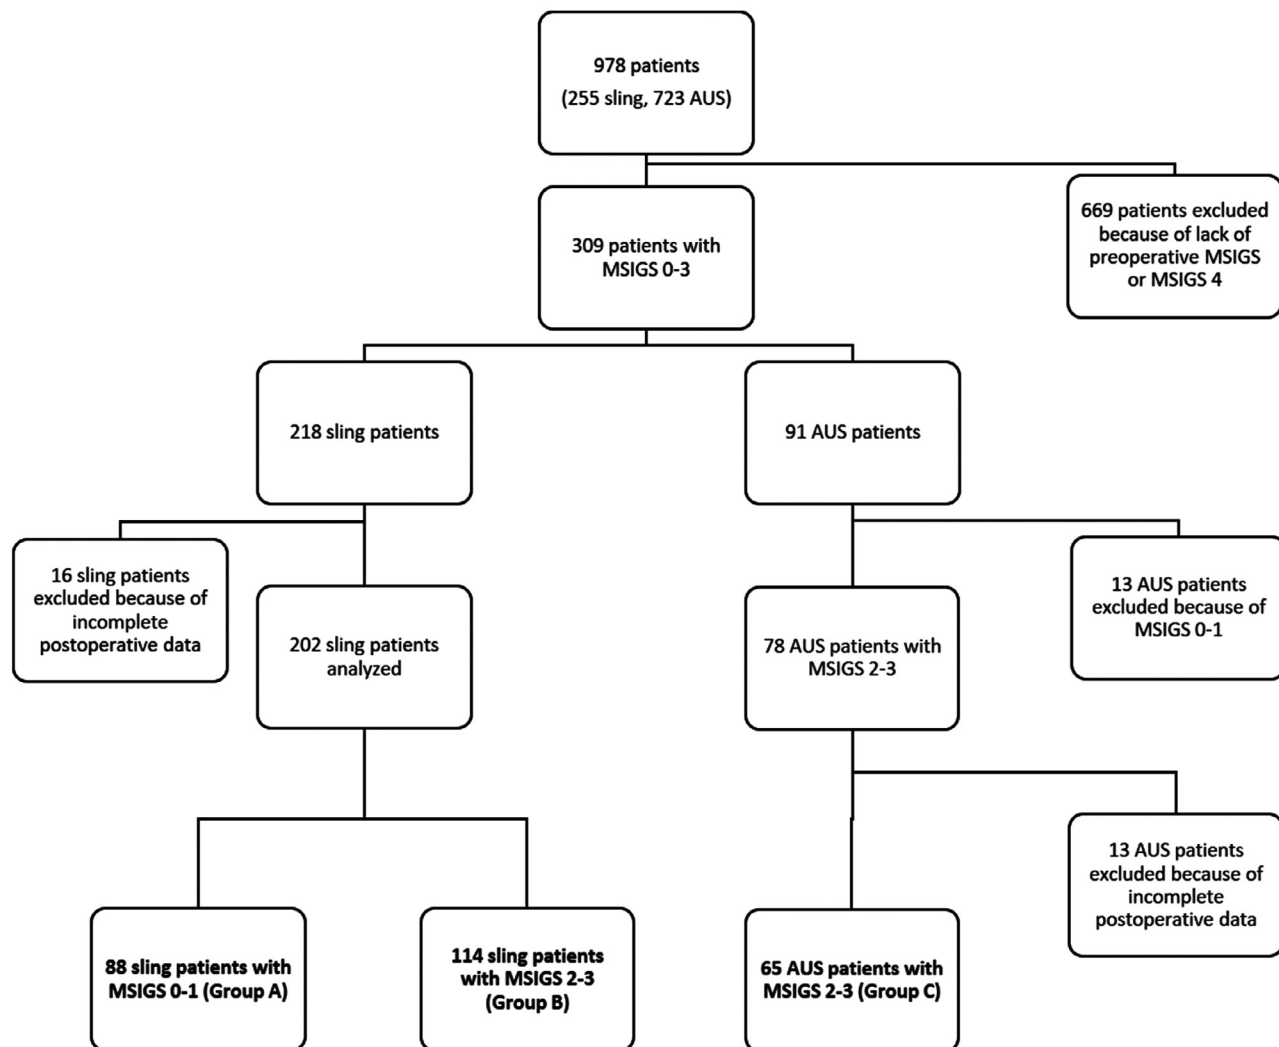 978 patients
(255 sling, 723 AUS)
669 patients excluded
because of lack of
preoperative MSIGS
or MSIGS 4
309 patients with
MSIGS 0-3
218 sling patients
91 AUS patients
16 sling patients
excluded because of
incomplete
postoperative data
202 sling patients
analyzed
78 AUS patients with
MSIGS 2-3
13 AUS patients
excluded because of
MSIGS 0-1
13 AUS patients
excluded because of
incomplete
postoperative data
88 sling patients with
MSIGS 0-1 (Group A)
114 sling patients
with MSIGS 2-3
(Group B)
65 AUS patients with
MSIGS 2-3 (Group C)